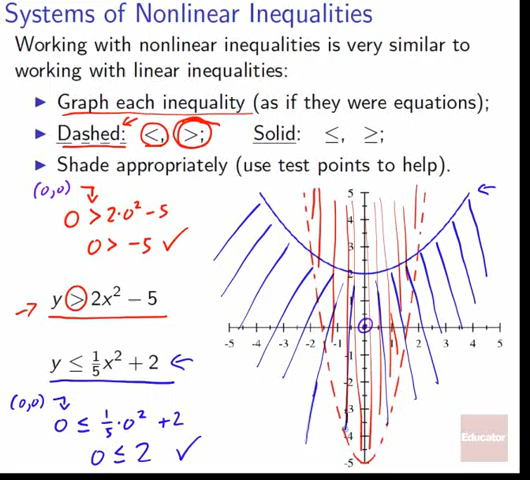 Systems of Nonlinear Inequalities
Working with nonlinear inequalities is very similar to
working with linear inequalities:
▶ Graph each inequality (as if they were equations);
▶ Dashed: <, >; Solid: ≤, ≥;
▶ Shade appropriately (use test points to help).
(0,0)
0 > 2·0² − 5
0 > −5 ✓
→ y > 2x² − 5
y ≤ 1/5 x² + 2 ←
(0,0)
0 ≤ 1/5 · 0² + 2
0 ≤ 2 ✓
5
4
3
2
1
-5 -4 -3 -2 -1 1 2 3 4 5
-1
-2
-3
-4
-5
Educator